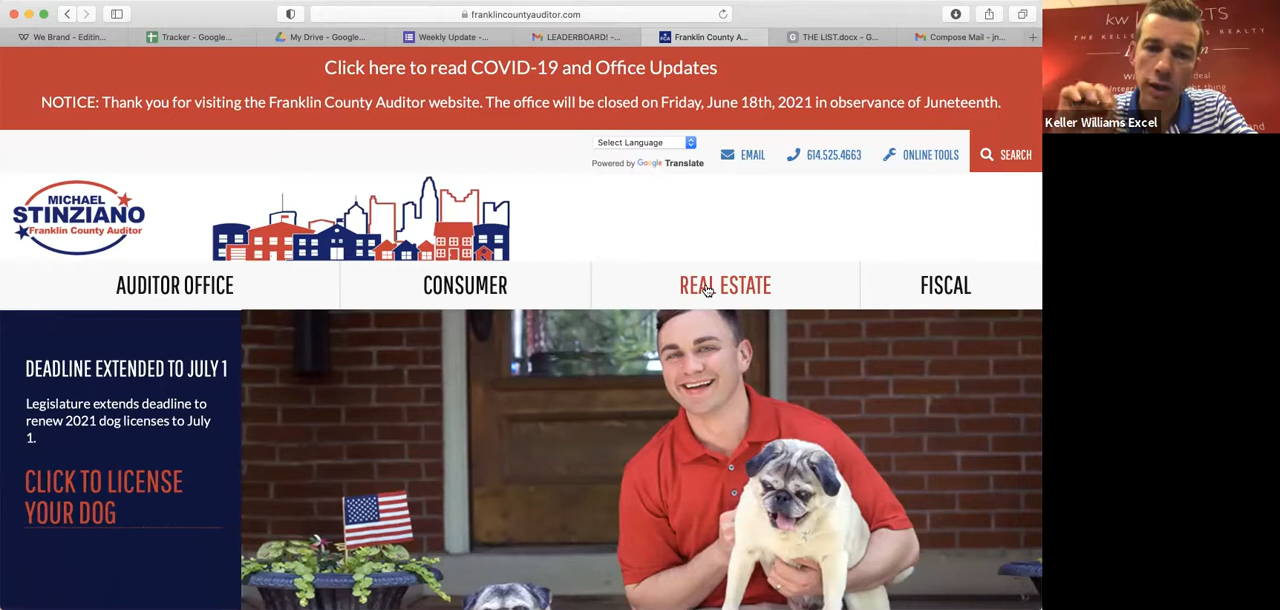 franklincountyauditor.com
We Brand - Editin...
Tracker - Google...
My Drive - Google...
Weekly Update -...
LEADERBOARD! -...
Franklin County A...
THE LIST.docx - G...
Compose Mail - jn...
Click here to read COVID-19 and Office Updates
NOTICE: Thank you for visiting the Franklin County Auditor website. The office will be closed on Friday, June 18th, 2021 in observance of Juneteenth.
Select Language
Powered by Google Translate
EMAIL
614.525.4663
ONLINE TOOLS
SEARCH
MICHAEL
STINZIANO
Franklin County Auditor
AUDITOR OFFICE
CONSUMER
REAL ESTATE
FISCAL
DEADLINE EXTENDED TO JULY 1
Legislature extends deadline to
renew 2021 dog licenses to July
1.
CLICK TO LICENSE
YOUR DOG
kw
THE KELLER
REALTY
Keller Williams Excel